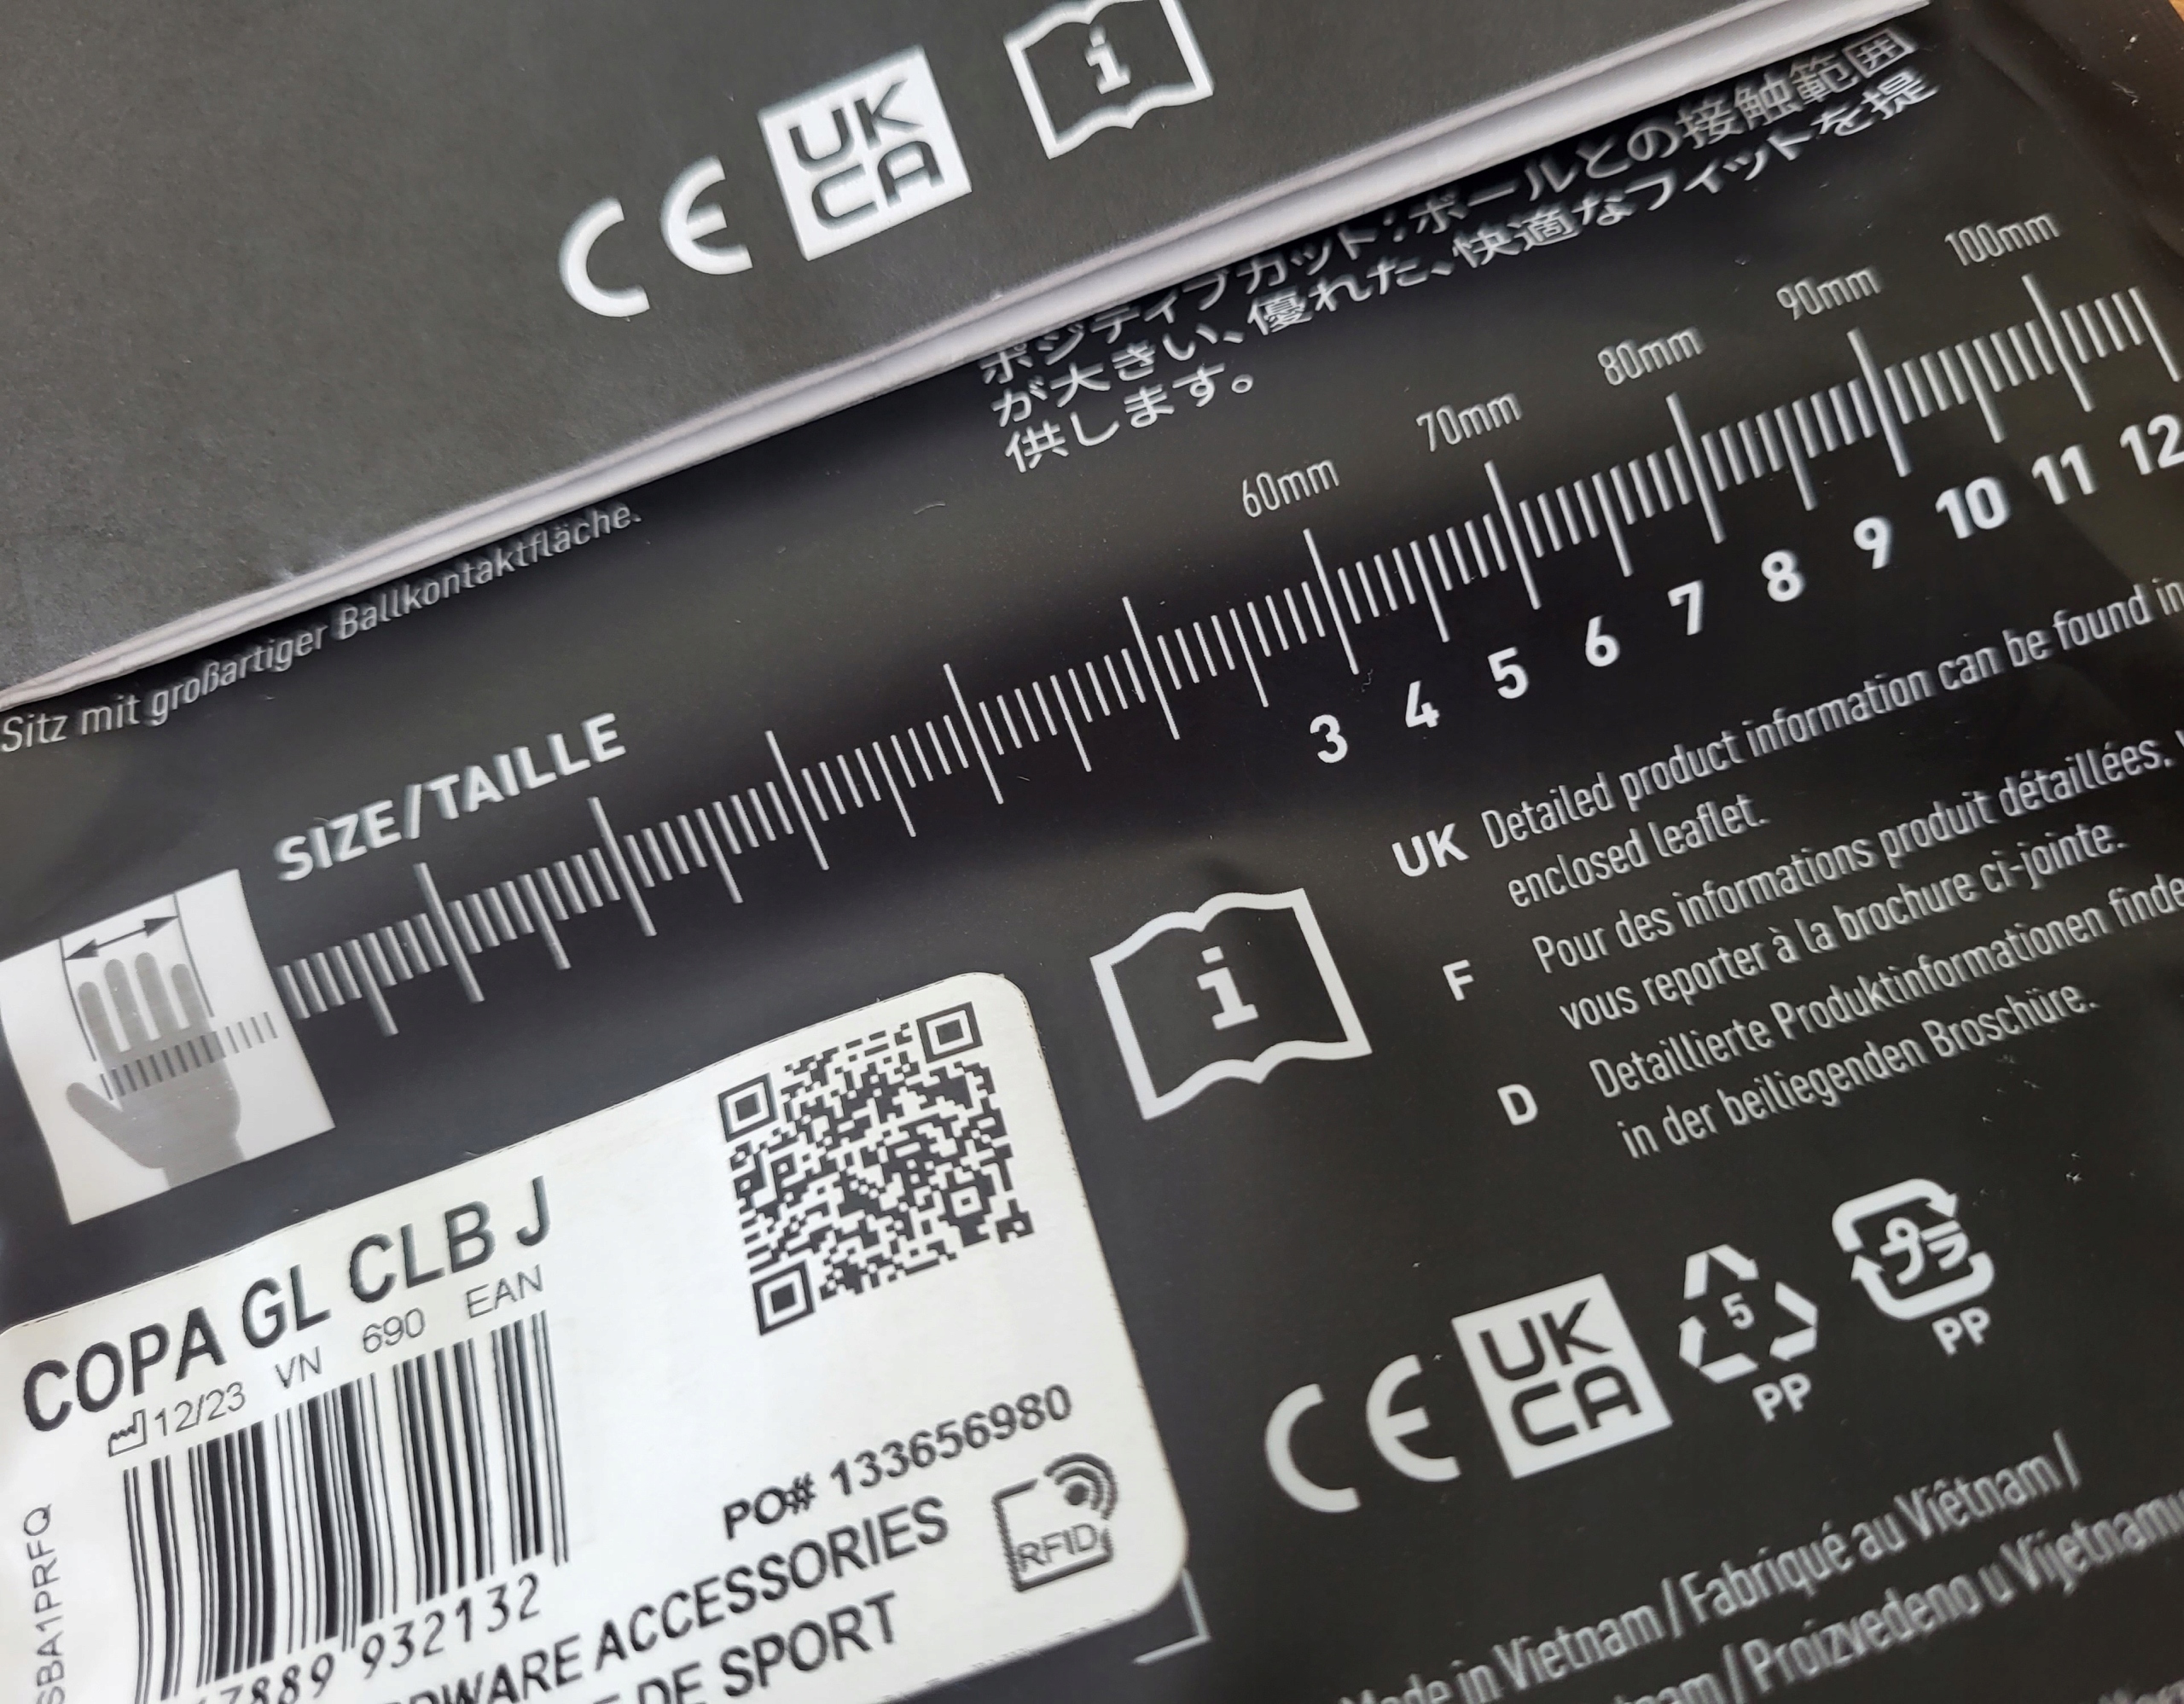 CE
UK
CA
i
ポジティブカット:ボールとの接触範囲
が大きい、優れた、快適なフィットを提
供します。
Sitz mit großartiger Ballkontaktfläche.
SIZE/TAILLE
60mm 70mm 80mm 90mm 100mm
3 4 5 6 7 8 9 10 11 12
i
UK Detailed product information can be found in
enclosed leaflet.
F Pour des informations produit détaillées,
vous reporter à la brochure ci-jointe.
D Detaillierte Produktinformationen
in der beiliegenden Broschüre.
COPA GL CLB J
12/23 VN 690 EAN
PO# 133656980
RFID
7889 932132
SBA1PRFQ
ACCESSORIES
DE SPORT
CE
UK
CA
5
PP
プラ
PP
Made in Vietnam / Fabriqué au Viêtnam /
/ Proizvedeno u